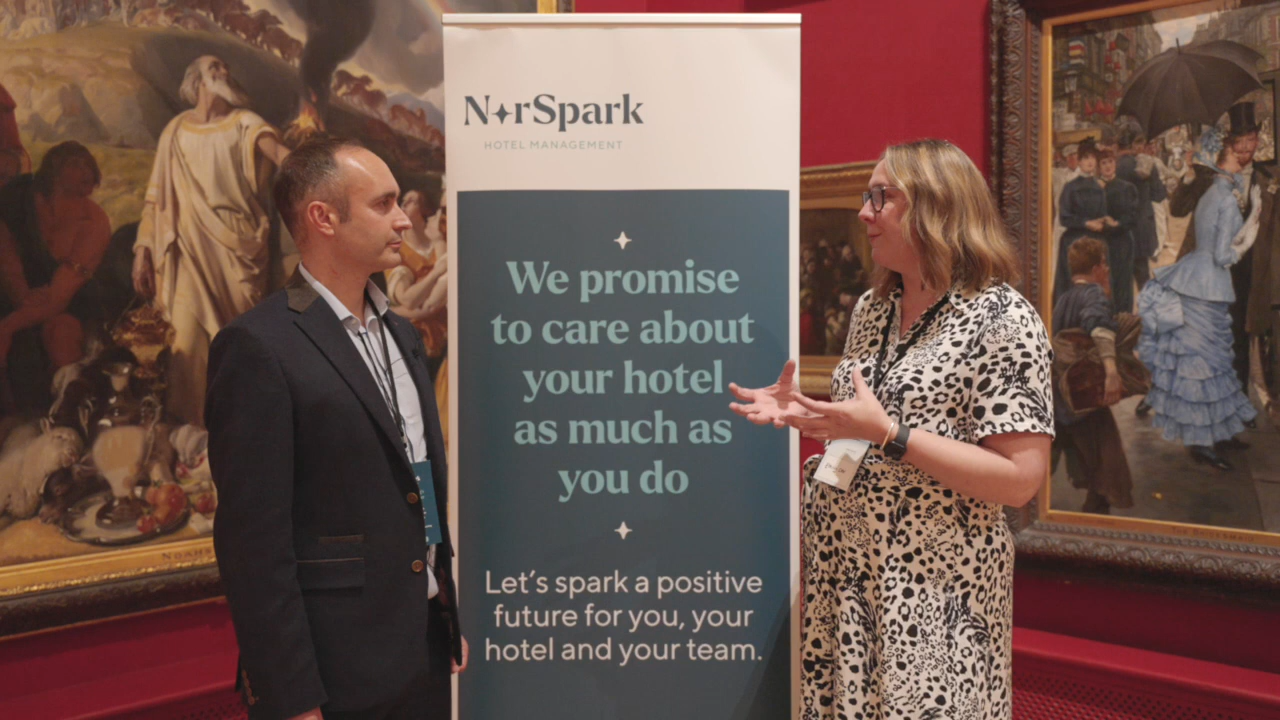 NorSpark
HOTEL MANAGEMENT
We promise
to care about
your hotel
as much as
you do
Let's spark a positive
future for you, your
hotel and your team.